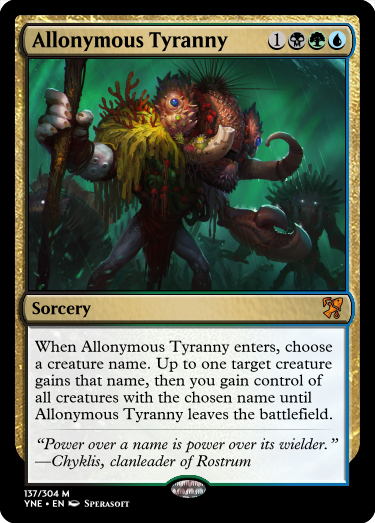 Allonymous Tyranny 1
Sorcery
When Allonymous Tyranny enters, choose
a creature name. Up to one target creature
gains that name, then you gain control of
all creatures with the chosen name until
Allonymous Tyranny leaves the battlefield.
“Power over a name is power over its wielder.”
—Chyklis, clanleader of Rostrum
137/304 M
YNE • EN Sperasoft